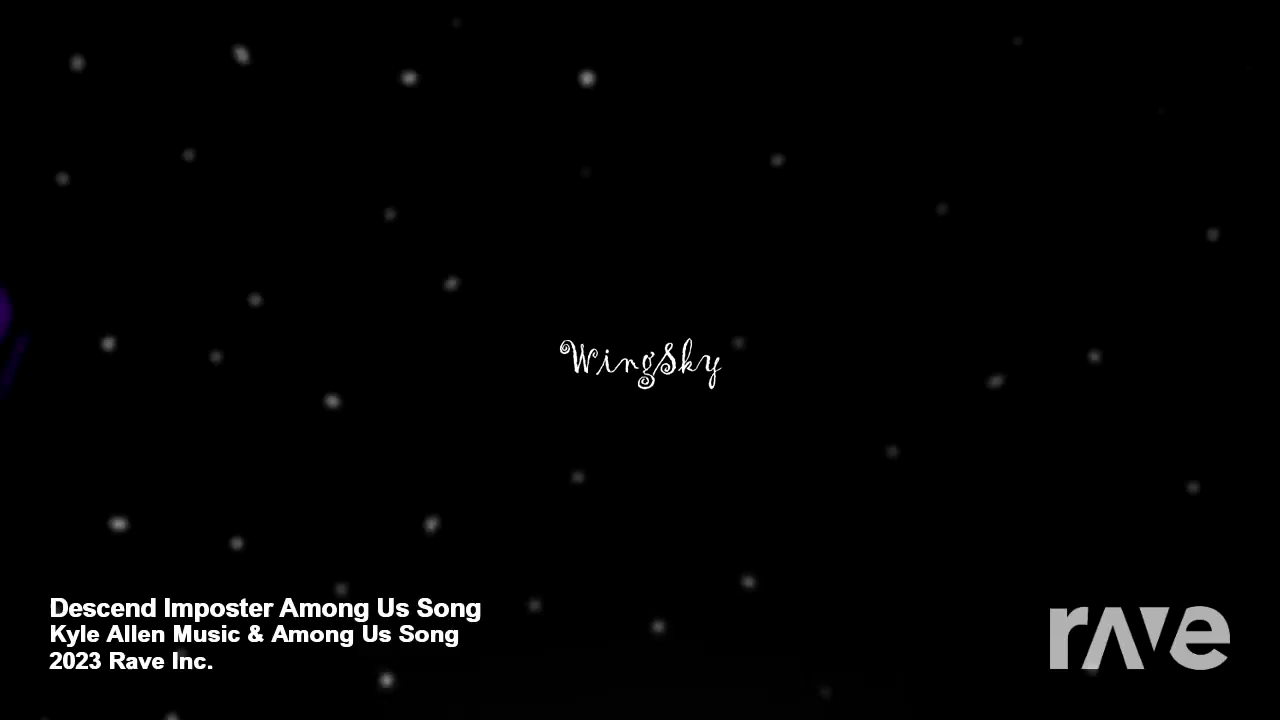 WingSky
Descend Imposter Among Us Song
Kyle Allen Music & Among Us Song
2023 Rave Inc.
rave